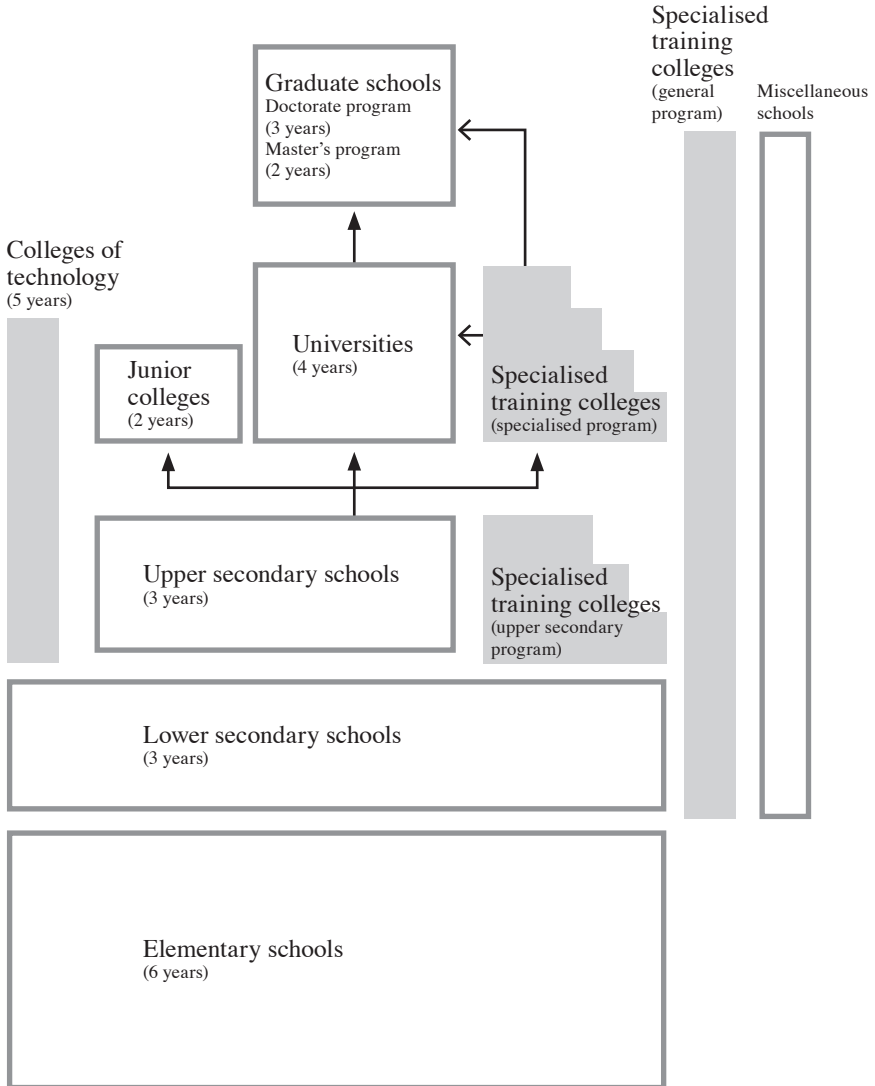 Specialised
training
colleges
(general
program)
Miscellaneous
schools
Graduate schools
Doctorate program
(3 years)
Master’s program
(2 years)
Colleges of
technology
(5 years)
Junior
colleges
(2 years)
Universities
(4 years)
Specialised
training colleges
(specialised program)
Upper secondary schools
(3 years)
Specialised
training colleges
(upper secondary
program)
Lower secondary schools
(3 years)
Elementary schools
(6 years)